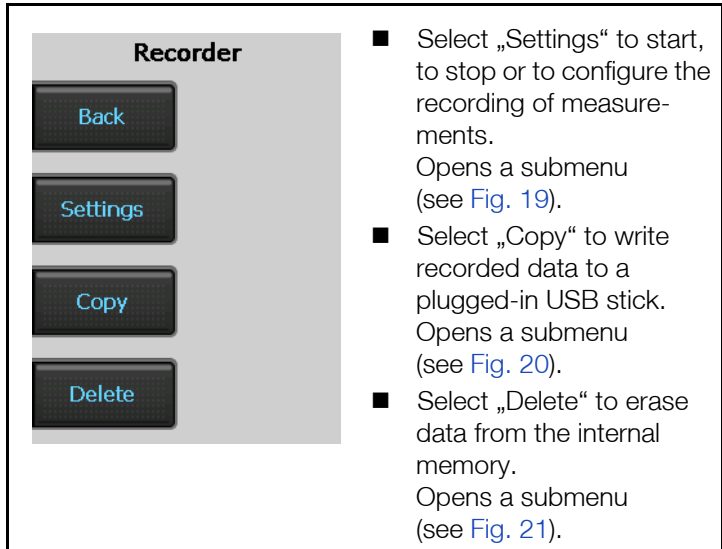 Recorder
Back
Settings
Copy
Delete
■ Select „Settings“ to start,
to stop or to configure the
recording of measure-
ments.
Opens a submenu
(see Fig. 19).
■ Select „Copy“ to write
recorded data to a
plugged-in USB stick.
Opens a submenu
(see Fig. 20).
■ Select „Delete“ to erase
data from the internal
memory.
Opens a submenu
(see Fig. 21).